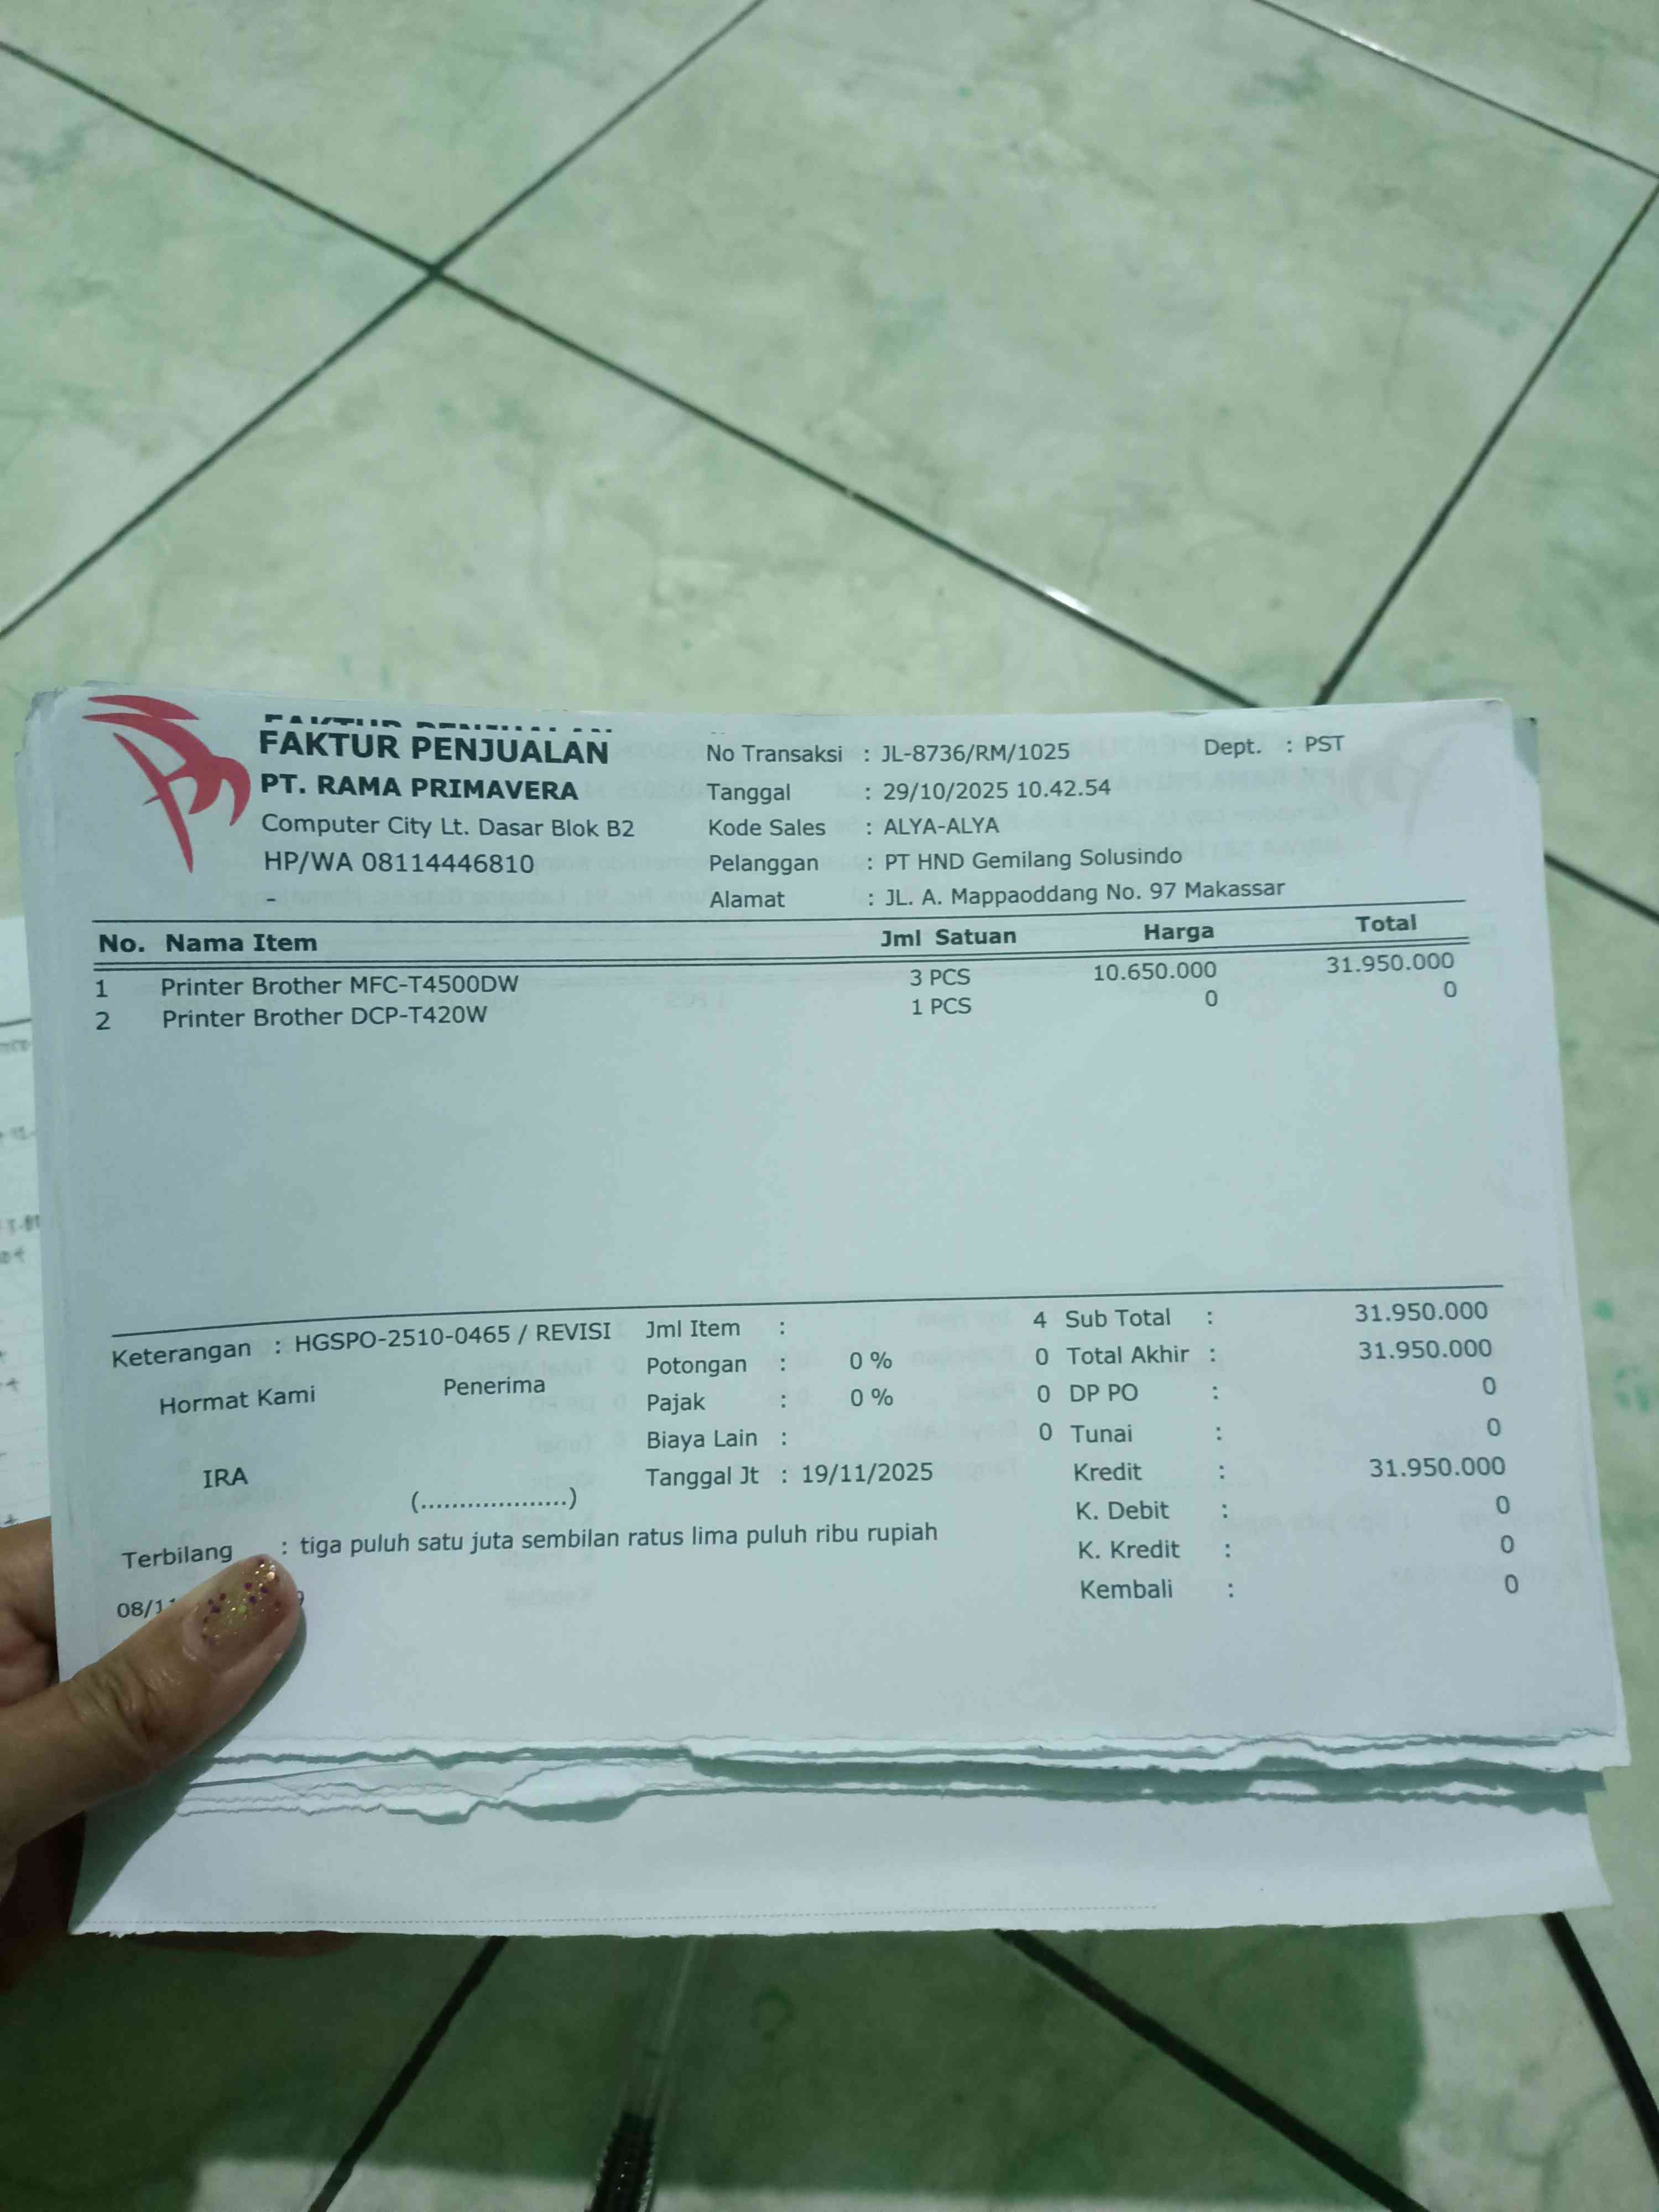 FAKTUR PENJUALAN
FAKTUR PENJUALAN
PT. RAMA PRIMAVERA
Computer City Lt. Dasar Blok B2
HP/WA 08114446810
-
No Transaksi : JL-8736/RM/1025
Dept. : PST
Tanggal : 29/10/2025 10.42.54
Kode Sales : ALYA-ALYA
Pelanggan : PT HND Gemilang Solusindo
Alamat : JL. A. Mappaoddang No. 97 Makassar
No. Nama Item Jml Satuan Harga Total
1 Printer Brother MFC-T4500DW 3 PCS 10.650.000 31.950.000
2 Printer Brother DCP-T420W 1 PCS 0 0
Keterangan : HGSPO-2510-0465 / REVISI
Hormat Kami Penerima
IRA
(...................)
Jml Item : 4
Potongan : 0 % 0
Pajak : 0 % 0
Biaya Lain : 0
Tanggal Jt : 19/11/2025
Sub Total : 31.950.000
Total Akhir : 31.950.000
DP PO : 0
Tunai : 0
Kredit : 31.950.000
K. Debit : 0
K. Kredit : 0
Kembali : 0
Terbilang : tiga puluh satu juta sembilan ratus lima puluh ribu rupiah